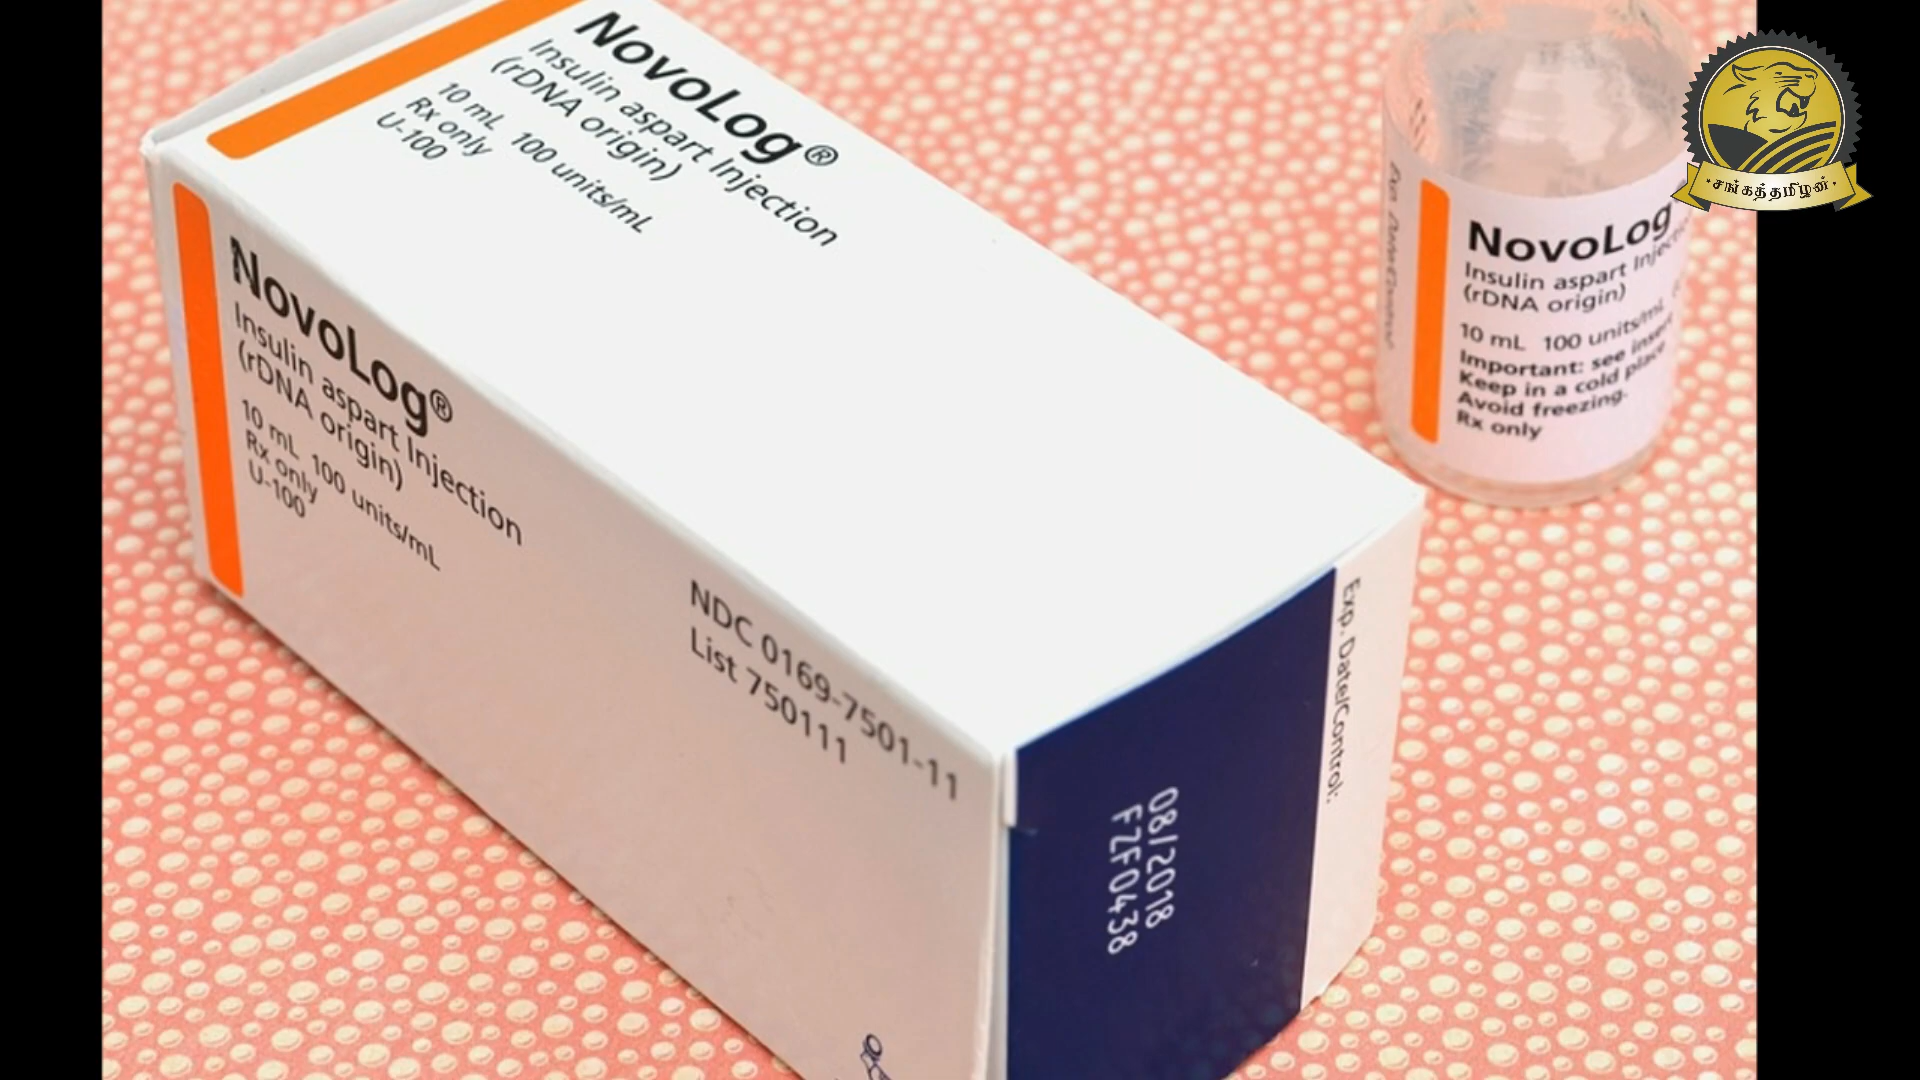 NovoLog®
Insulin aspart Injection
(rDNA origin)
10 mL 100 units/mL
Rx only
U-100
NovoLog®
Insulin aspart Injection
(rDNA origin)
10 mL 100 units/mL
Rx only
U-100
NDC 0169-7501-11
List 750111
Exp. Date/Control:
08/2018
FZF0438
NovoLog
Insulin aspart
(rDNA origin)
10 mL 100 units/mL
Important: see insert
Keep in a cold place
Avoid freezing.
Rx only
சங்கத்தமிழன்